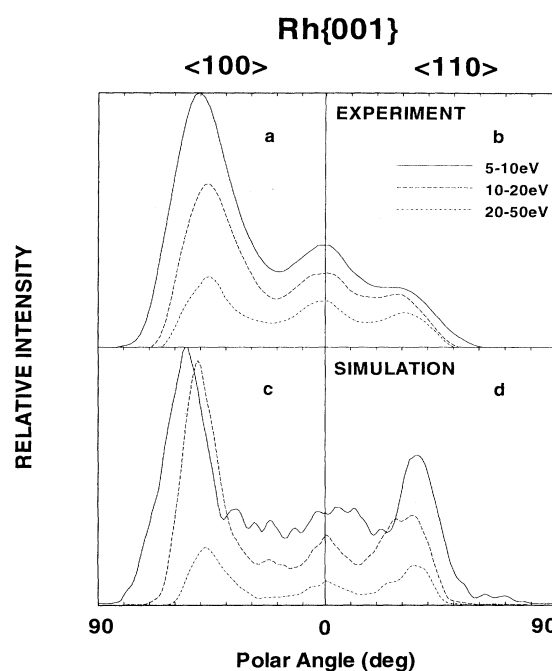 Rh{001}
<100> <110>
EXPERIMENT
a b
5-10eV
10-20eV
20-50eV
RELATIVE INTENSITY
SIMULATION
c d
90 0 90
Polar Angle (deg)